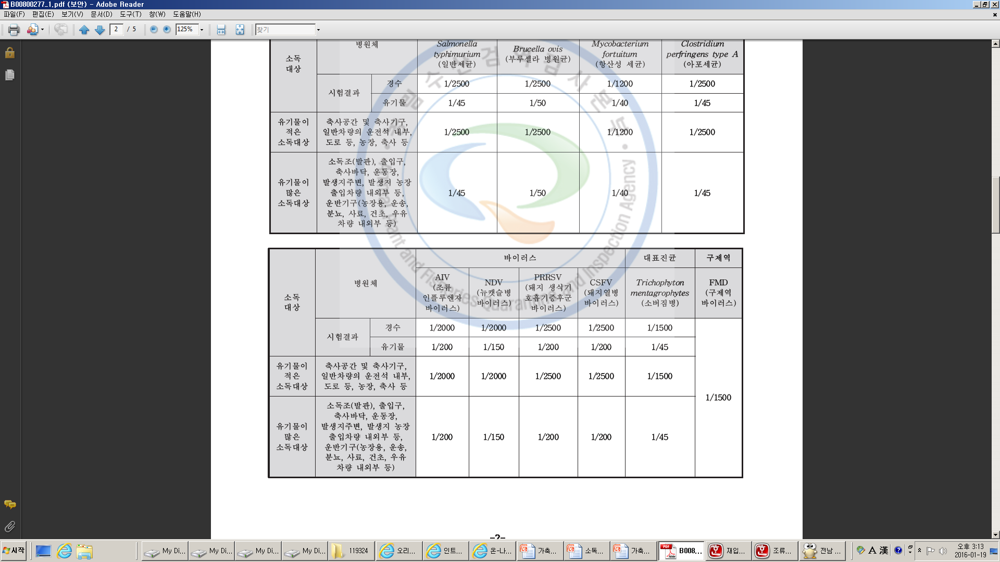 B00800277_1.pdf (보안) - Adobe Reader
파일(F) 편집(E) 보기(V) 문서(D) 도구(T) 창(W) 도움말(H)
2 / 5 125% 찾기
소독
대상
병원체
Salmonella
typhimurium
(일반세균)
Brucella ovis
(부루셀라 병원균)
Mycobacterium
fortuitum
(항산성 세균)
Clostridium
perfringens type A
(아포세균)
시험결과
경수 1/2500 1/2500 1/1200 1/2500
유기물 1/45 1/50 1/40 1/45
유기물이
적은
소독대상
축사공간 및 축사기구,
일반차량의 운전석 내부,
도로 등, 농장, 축사 등
1/2500 1/2500 1/1200 1/2500
유기물이
많은
소독대상
소독조(발판), 출입구,
축사바닥, 운동장,
발생지주변, 발생지 농장
출입차량 내외부 등,
운반기구(농장용, 운송,
분뇨, 사료, 건초, 우유
차량 내외부 등)
1/45 1/50 1/40 1/45
소독
대상
병원체
바이러스 대표진균 구제역
AIV
(조류
인플루엔자
바이러스)
NDV
(뉴캣슬병
바이러스)
PRRSV
(돼지 생식기
호흡기증후군
바이러스)
CSFV
(돼지열병
바이러스)
Trichophyton
mentagrophytes
(소버짐병)
FMD
(구제역
바이러스)
시험결과
경수 1/2000 1/2000 1/2500 1/2500 1/1500
유기물 1/200 1/150 1/200 1/200 1/45
유기물이
적은
소독대상
축사공간 및 축사기구,
일반차량의 운전석 내부,
도로 등, 농장, 축사 등
1/2000 1/2000 1/2500 1/2500 1/1500
1/1500
유기물이
많은
소독대상
소독조(발판), 출입구,
축사바닥, 운동장,
발생지주변, 발생지 농장
출입차량 내외부 등,
운반기구(농장용, 운송,
분뇨, 사료, 건초, 우유
차량 내외부 등)
1/200 1/150 1/200 1/200 1/45
-2-
and Fisheries Quarantine and Inspection Agency
시작 My Di... My Di... My Di... My Di... 119324 오리... 인트... 온-나... 가축... 소독... 가축... B008... 재입... 조류... 전남 ... A 漢
오후 3:13
2016-01-19